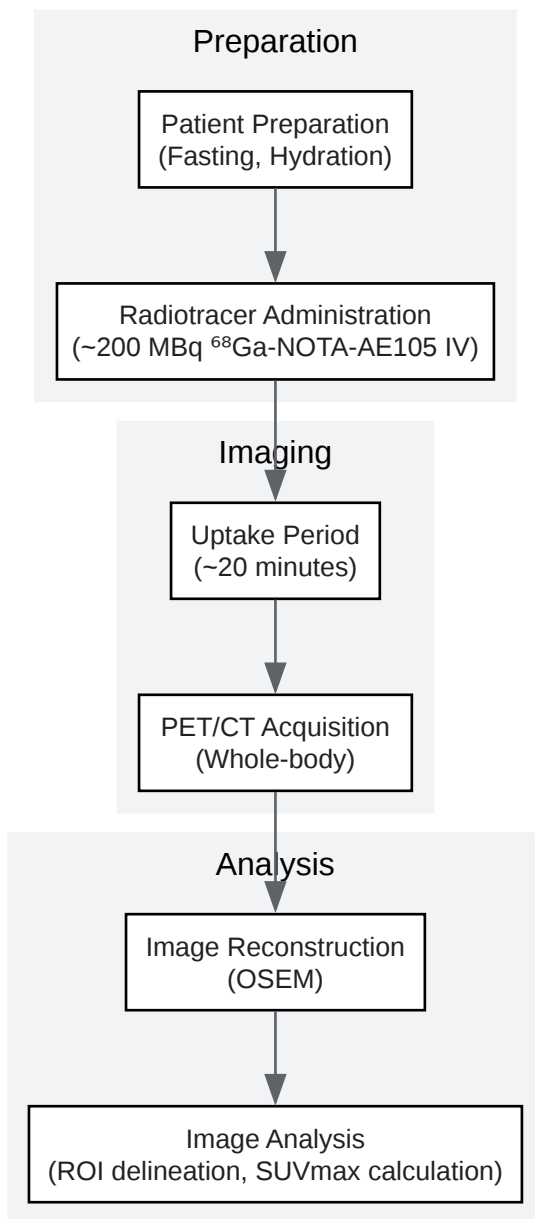 Preparation
Patient Preparation
(Fasting, Hydration)
Radiotracer Administration
(~200 MBq ⁶⁸Ga-NOTA-AE105 IV)
Imaging
Uptake Period
(~20 minutes)
PET/CT Acquisition
(Whole-body)
Analysis
Image Reconstruction
(OSEM)
Image Analysis
(ROI delineation, SUVmax calculation)